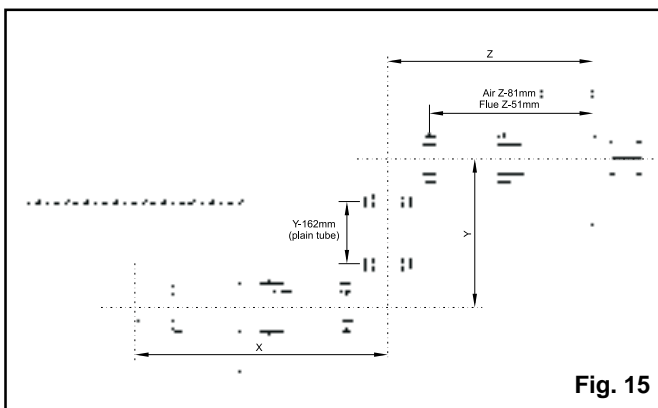 Z
Air Z-81mm
Flue Z-51mm
Y-162mm
(plain tube)
Y
X
Fig. 15